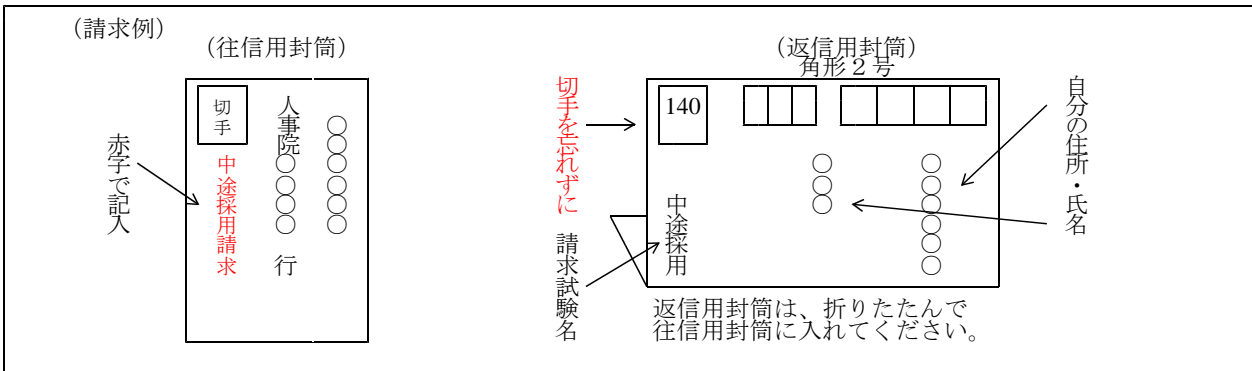 （請求例）
（往信用封筒）
切手
人事院○○○○　行
○○○○○○
中途採用請求
赤字で記入
（返信用封筒）
角形２号
切手を忘れずに
140
○○○
○○○○○○
自分の住所・氏名
中途採用
請求試験名
返信用封筒は、折りたたんで
往信用封筒に入れてください。